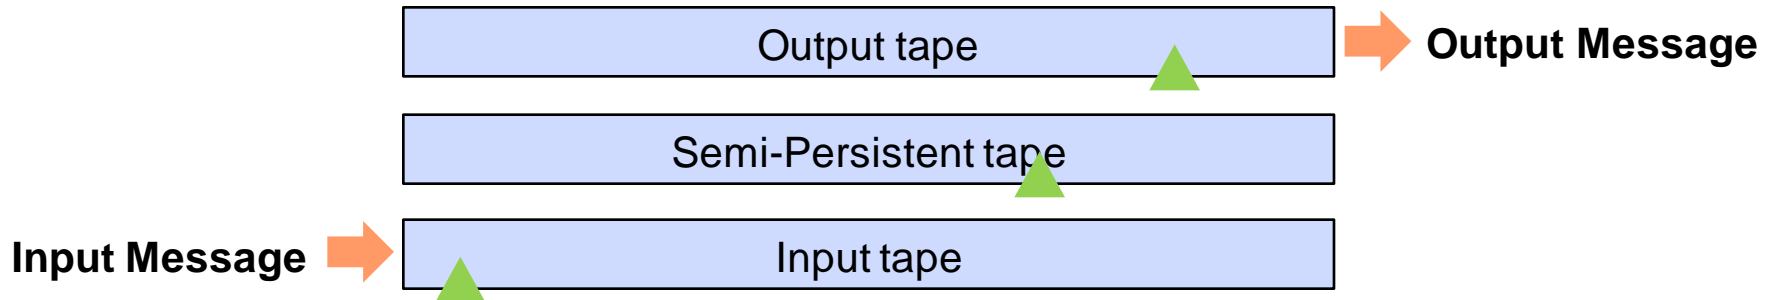 Output tape
Output Message
Semi-Persistent tape
Input Message
Input tape